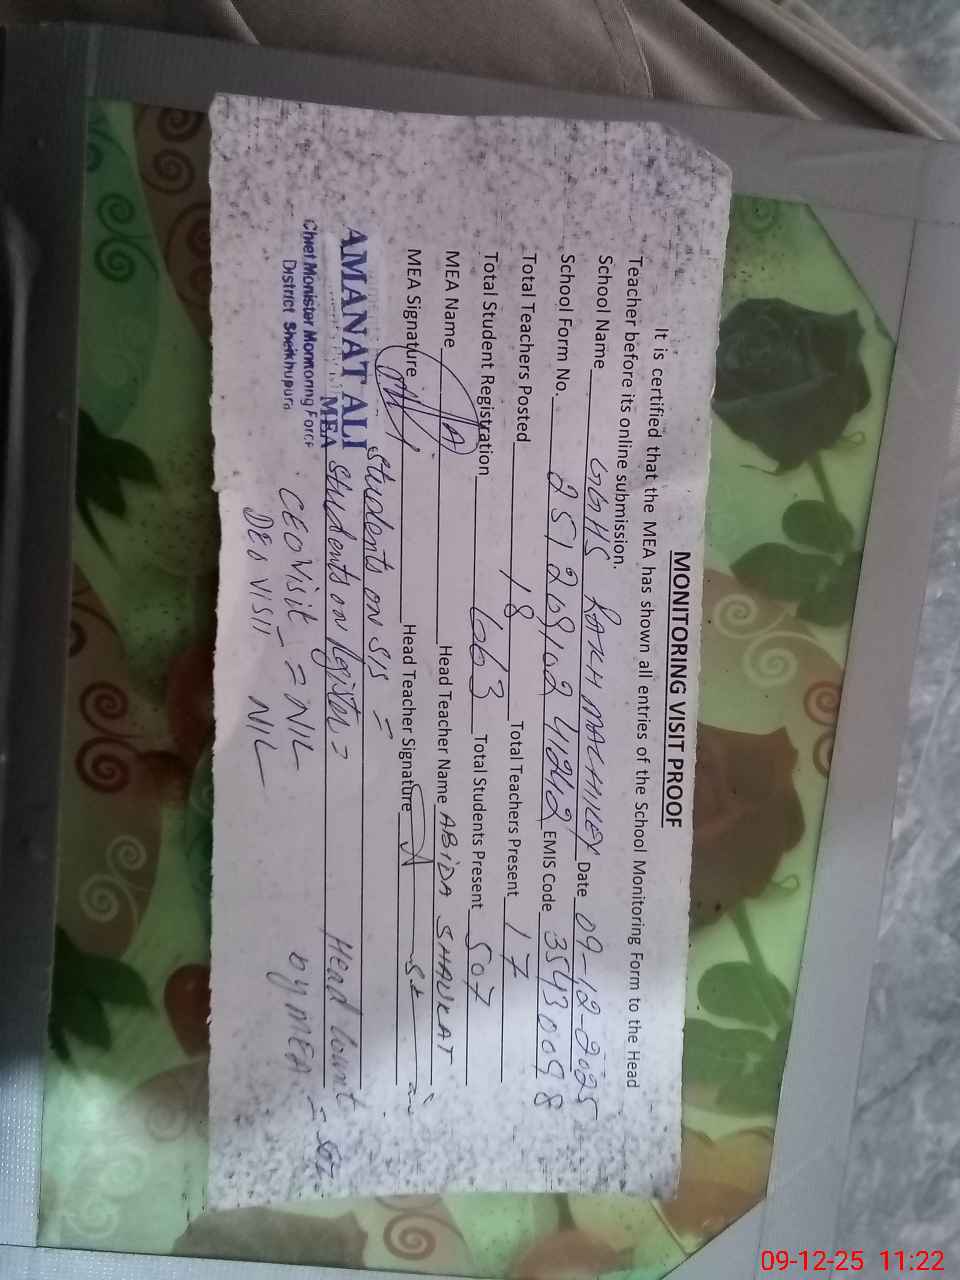 MONITORING VISIT PROOF
It is certified that the MEA has shown all entries of the School Monitoring Form to the Head
Teacher before its online submission.
School Name GGHS Date 09-12-2025
School Form No. EMIS Code 35430098
Total Teachers Posted 18 Total Teachers Present 17
Total Student Registration 663 Total Students Present 507
MEA Name Head Teacher Name ABIDA SHAUKAT
MEA Signature Head Teacher Signature
students on SIS =
AMANAT ALI
MEA
Chief Monister Monitoring Force
District Sheikhupura
Students on Register =
Head Count
by MEA = 507
CEO Visit = NIL
DEO Visit NIL
09-12-25 11:22